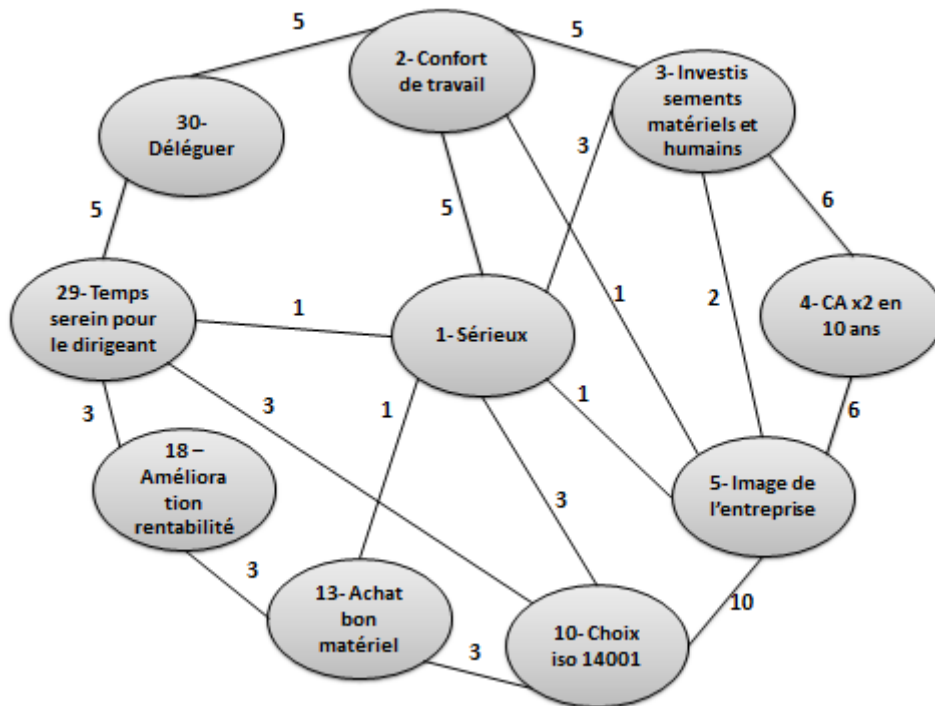 5
5
2- Confort
de travail
3- Investis
sements
matériels et
humains
30-
Déléguer
3
6
5
5
29- Temps
serein pour
le dirigeant
1
1
2
4- CA x2 en
10 ans
1- Sérieux
3
3
1
1
6
18 –
Améliora
tion
rentabilité
5- Image de
l'entreprise
3
3
13- Achat
bon
matériel
10
10- Choix
iso 14001
3